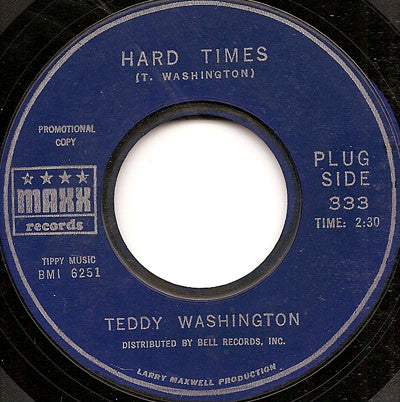 HARD TIMES
(T. WASHINGTON)
PROMOTIONAL
COPY
MAXX
records
TIPPY MUSIC
BMI 6251
PLUG
SIDE
333
TIME: 2:30
TEDDY WASHINGTON
DISTRIBUTED BY BELL RECORDS, INC.
LARRY MAXWELL PRODUCTION